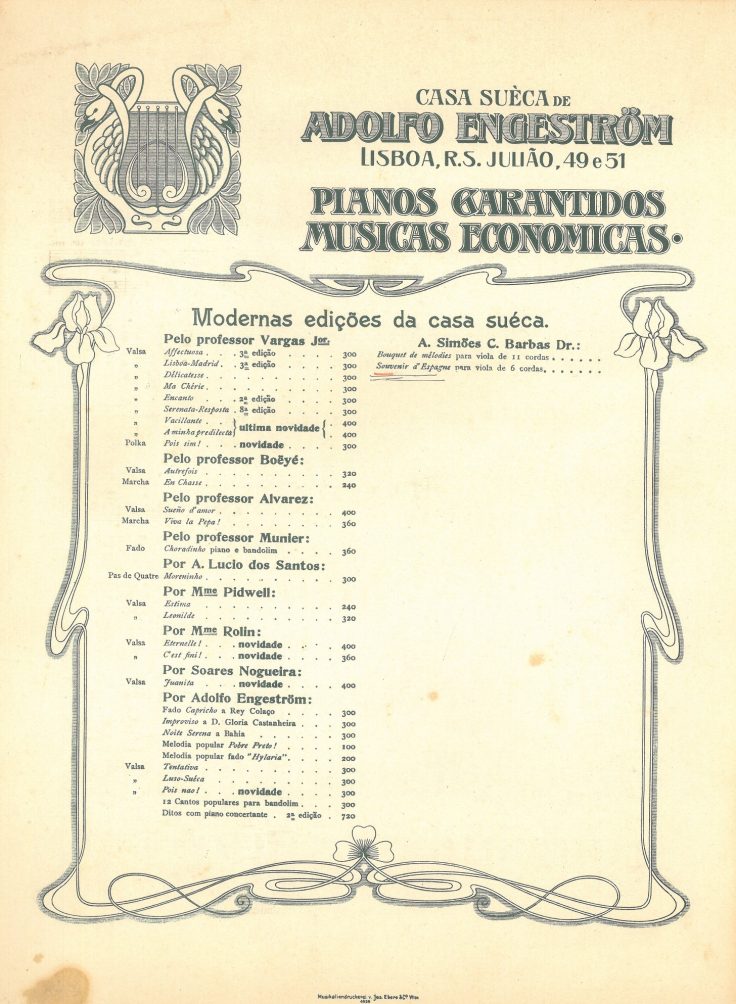 CASA SUÈCA DE
ADOLFO ENGESTRÖM
LISBOA, R.S. JULIÃO, 49 e 51
PIANOS GARANTIDOS
MUSICAS ECONOMICAS.
Modernas edições da casa suéca.
Pelo professor Vargas Jor.
Valsa Affectuosa . . 3ª edição . . . . 300
„ Lisboa-Madrid . . 3ª edição . . . . 300
„ Délicatesse . . . . . . . . . 300
„ Ma Chérie . . . . . . . . . 300
„ Encanto . . . 2ª edição . . . . 300
„ Serenata-Resposta . 8ª edição . . . . 300
„ Vacillante . . . { ultima novidade { . . 400
„ A minha predilecta . . 400
Polka Pois sim! . . . novidade . . . 300
Pelo professor Boëyé:
Valsa Autrefois . . . . . . . . . 320
Marcha En Chasse . . . . . . . . . 240
Pelo professor Alvarez:
Valsa Sueño d'amor . . . . . . . . 400
Marcha Viva la Pepa! . . . . . . . . 360
Pelo professor Munier:
Fado Choradinho piano e bandolim . . . . 360
Por A. Lucio dos Santos:
Pas de Quatre Moreninho . . . . . . . . . 300
Por Mme Pidwell:
Valsa Estima . . . . . . . . . 240
„ Leonilde . . . . . . . . . 320
Por Mme Rolin:
Valsa Eternelle! . . . novidade . . . . 400
„ C'est fini! . . . novidade . . . . 360
Por Soares Nogueira:
Valsa Juanita . . . novidade . . . . 400
Por Adolfo Engeström:
Fado Capricho a Rey Colaço . . . . 300
Improviso a D. Gloria Castanheira . . . 300
Noite Serena a Bahia . . . . . . 300
Melodia popular Pobre Preto! . . . . 100
Melodia popular fado "Hylaria" . . . . 200
Valsa Tentativa . . . . . . . . . 300
„ Luso-Suéca . . . . . . . . 300
„ Pois nao! . . . novidade . . . . 300
12 Cantos populares para bandolim . . . 300
Ditos com piano concertante . 2ª edição . 720
A. Simões C. Barbas Dr.:
Bouquet de mélodies para viola de 11 cordas . . . . . .
Souvenir d'Espagne para viola de 6 cordas. . . . . . .
Musikaliendruckerei v. Jos. Eberle & Co Wien